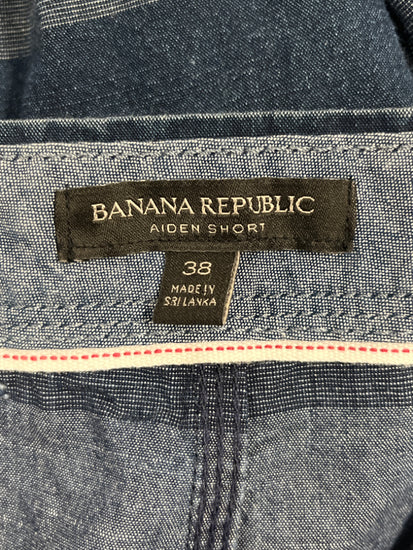 BANANA REPUBLIC
AIDEN SHORT
38
MADE IN
SRI LANKA